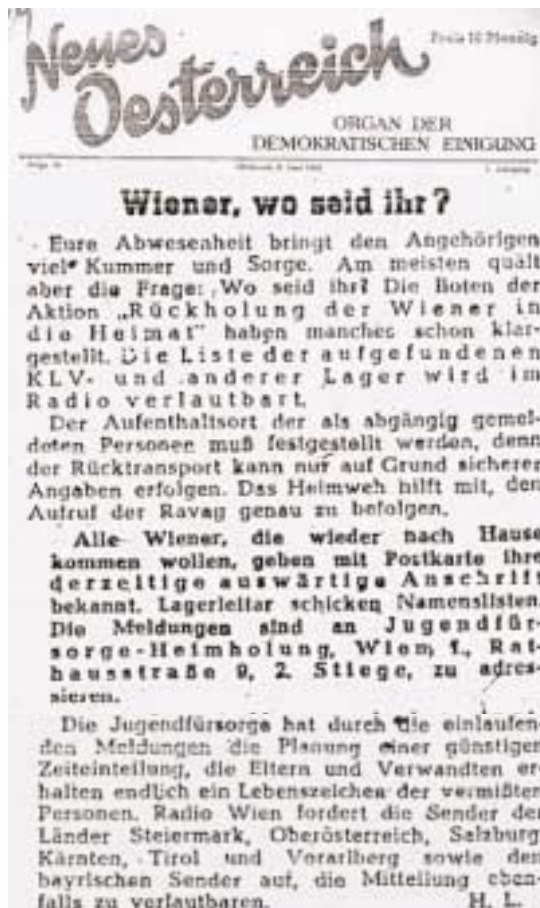 Neues
Oesterreich
Preis 10 Pfennig
ORGAN DER
DEMOKRATISCHEN EINIGUNG
Wiener, wo seid ihr?
Eure Abwesenheit bringt den Angehörigen
viel Kummer und Sorge. Am meisten quält
aber die Frage: Wo seid ihr? Die Boten der
Aktion „Rückholung der Wiener in
die Heimat" haben manches schon klar-
gestellt. Die Liste der aufgefundenen
KLV- und anderer Lager wird im
Radio verlautbart.
Der Aufenthaltsort der als abgängig gemel-
deten Personen muß festgestellt werden, denn
der Rücktransport kann nur auf Grund sicherer
Angaben erfolgen. Das Heimweh hilft mit, den
Aufruf der Ravag genau zu befolgen.
Alle Wiener, die wieder nach Hause
kommen wollen, geben mit Postkarte ihre
derzeitige auswärtige Anschrift
bekannt. Lagerleiter schicken Namenslisten.
Die Meldungen sind an Jugendfür-
sorge-Heimholung, Wien, 1., Rat-
hausstraße 9, 2. Stiege, zu adres-
sieren.
Die Jugendfürsorge hat durch die einlaufen-
den Meldungen die Planung einer günstigen
Zeiteinteilung, die Eltern und Verwandten er-
halten endlich ein Lebenszeichen der vermißten
Personen. Radio Wien fordert die Sender der
Länder Steiermark, Oberösterreich, Salzburg
Kärnten, Tirol und Vorarlberg sowie den
bayrischen Sender auf, die Mitteilung eben-
falls zu verlautbaren. H. L.